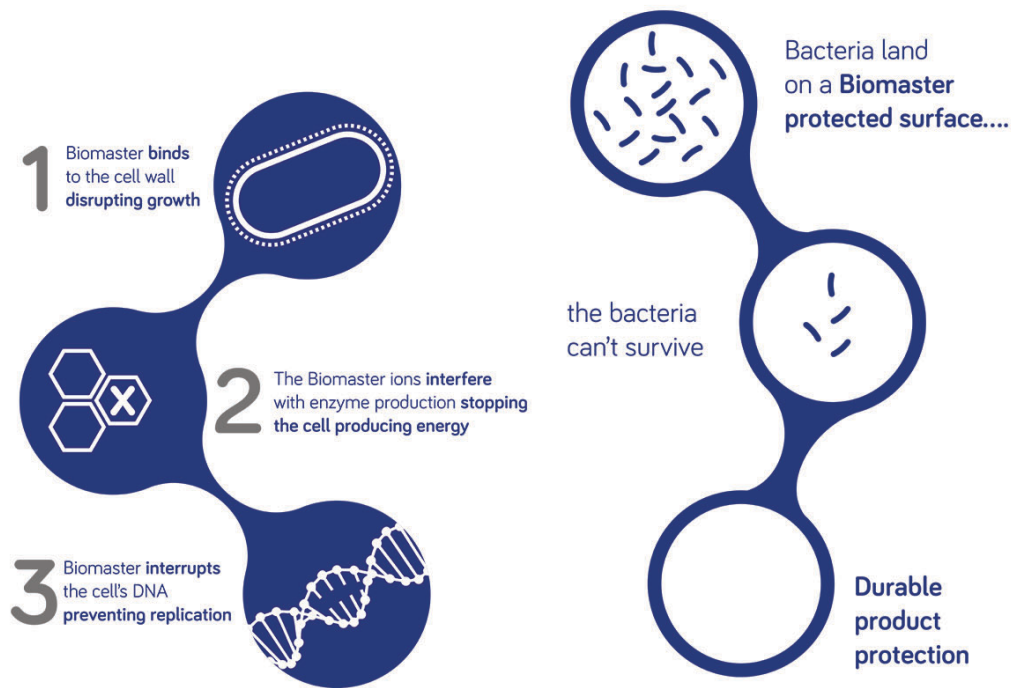 1
Biomaster binds
to the cell wall
disrupting growth
2
The Biomaster ions interfere
with enzyme production stopping
the cell producing energy
3
Biomaster interrupts
the cell's DNA
preventing replication
Bacteria land
on a Biomaster
protected surface....
the bacteria
can't survive
Durable
product
protection